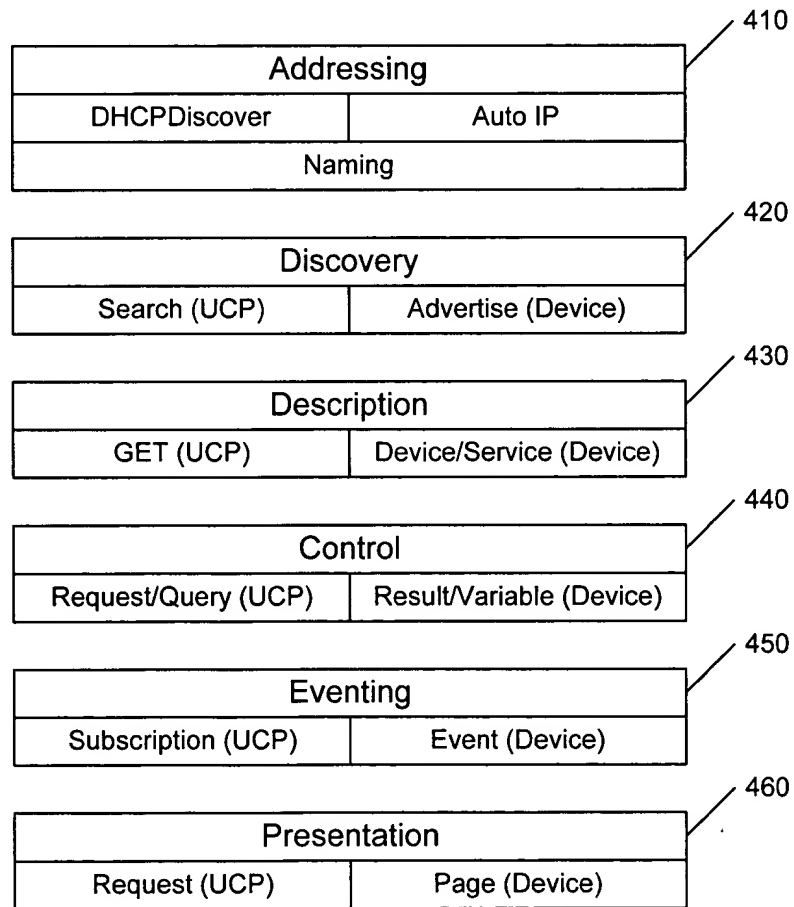 410
Addressing
DHCPDiscover Auto IP
Naming
420
Discovery
Search (UCP) Advertise (Device)
430
Description
GET (UCP) Device/Service (Device)
440
Control
Request/Query (UCP) Result/Variable (Device)
450
Eventing
Subscription (UCP) Event (Device)
460
Presentation
Request (UCP) Page (Device)